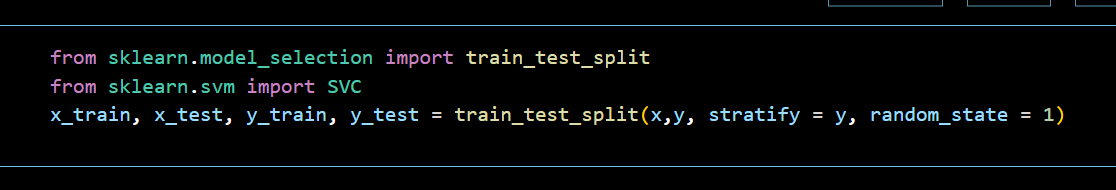 from sklearn.model_selection import train_test_split
from sklearn.svm import SVC
x_train, x_test, y_train, y_test = train_test_split(x,y, stratify = y, random_state = 1)